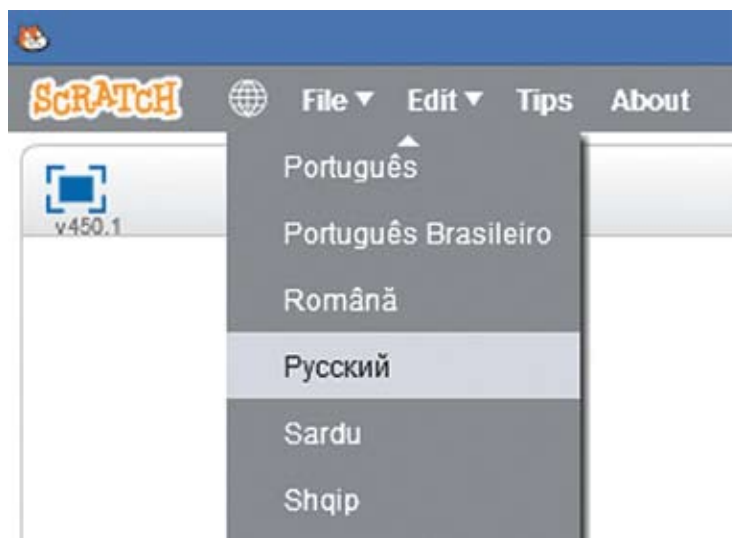 SCRATCH File Edit Tips About
v450.1
Português
Português Brasileiro
Română
Русский
Sardu
Shqip